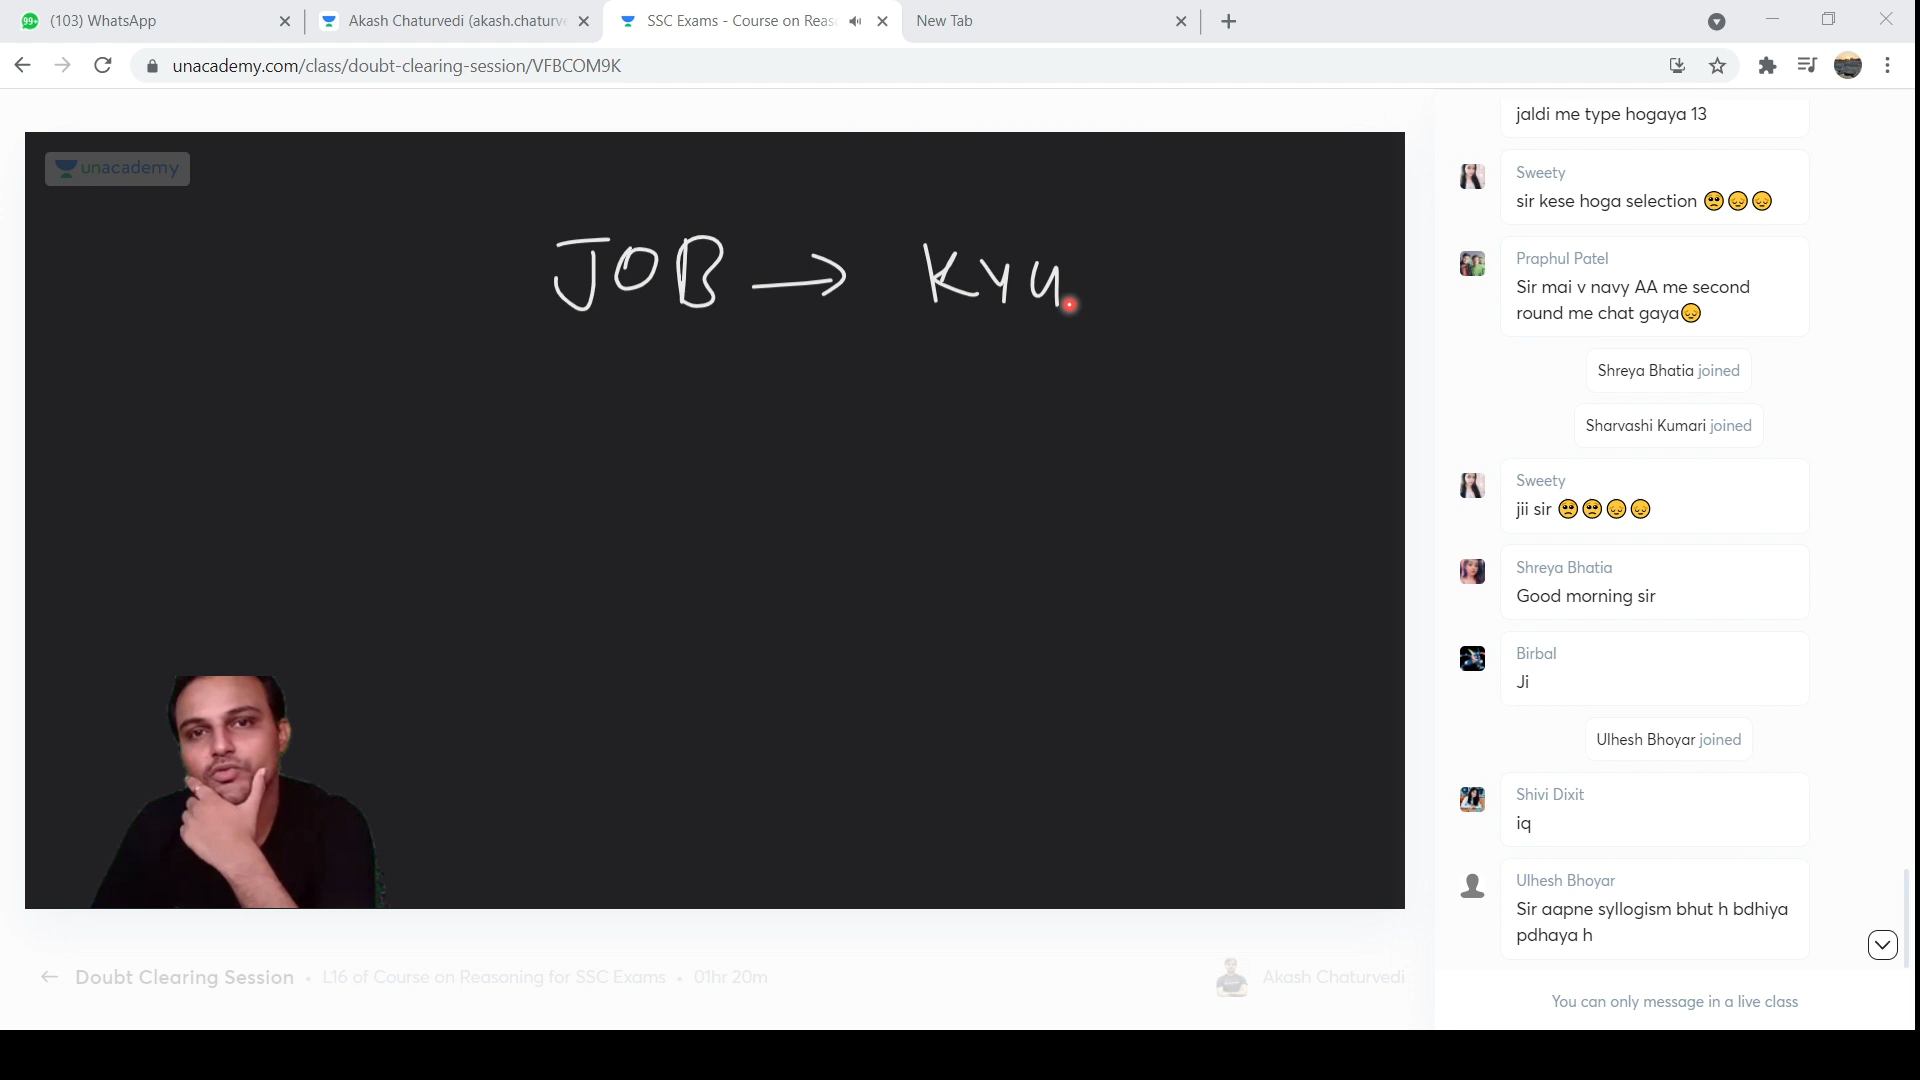 (103) WhatsApp
Akash Chaturvedi (akash.chaturv
SSC Exams - Course on Reas
New Tab
unacademy.com/class/doubt-clearing-session/VFBCOM9K
unacademy
JOB → Kyu
jaldi me type hogaya 13
Sweety
sir kese hoga selection 🥺😞😞
Praphul Patel
Sir mai v navy AA me second
round me chat gaya😞
Shreya Bhatia joined
Sharvashi Kumari joined
Sweety
jii sir 🥺🥺😞😞
Shreya Bhatia
Good morning sir
Birbal
Ji
Ulhesh Bhoyar joined
Shivi Dixit
iq
Ulhesh Bhoyar
Sir aapne syllogism bhut h bdhiya
pdhaya h
Doubt Clearing Session • L16 of Course on Reasoning for SSC Exams • 01hr 20m
Akash Chaturvedi
You can only message in a live class